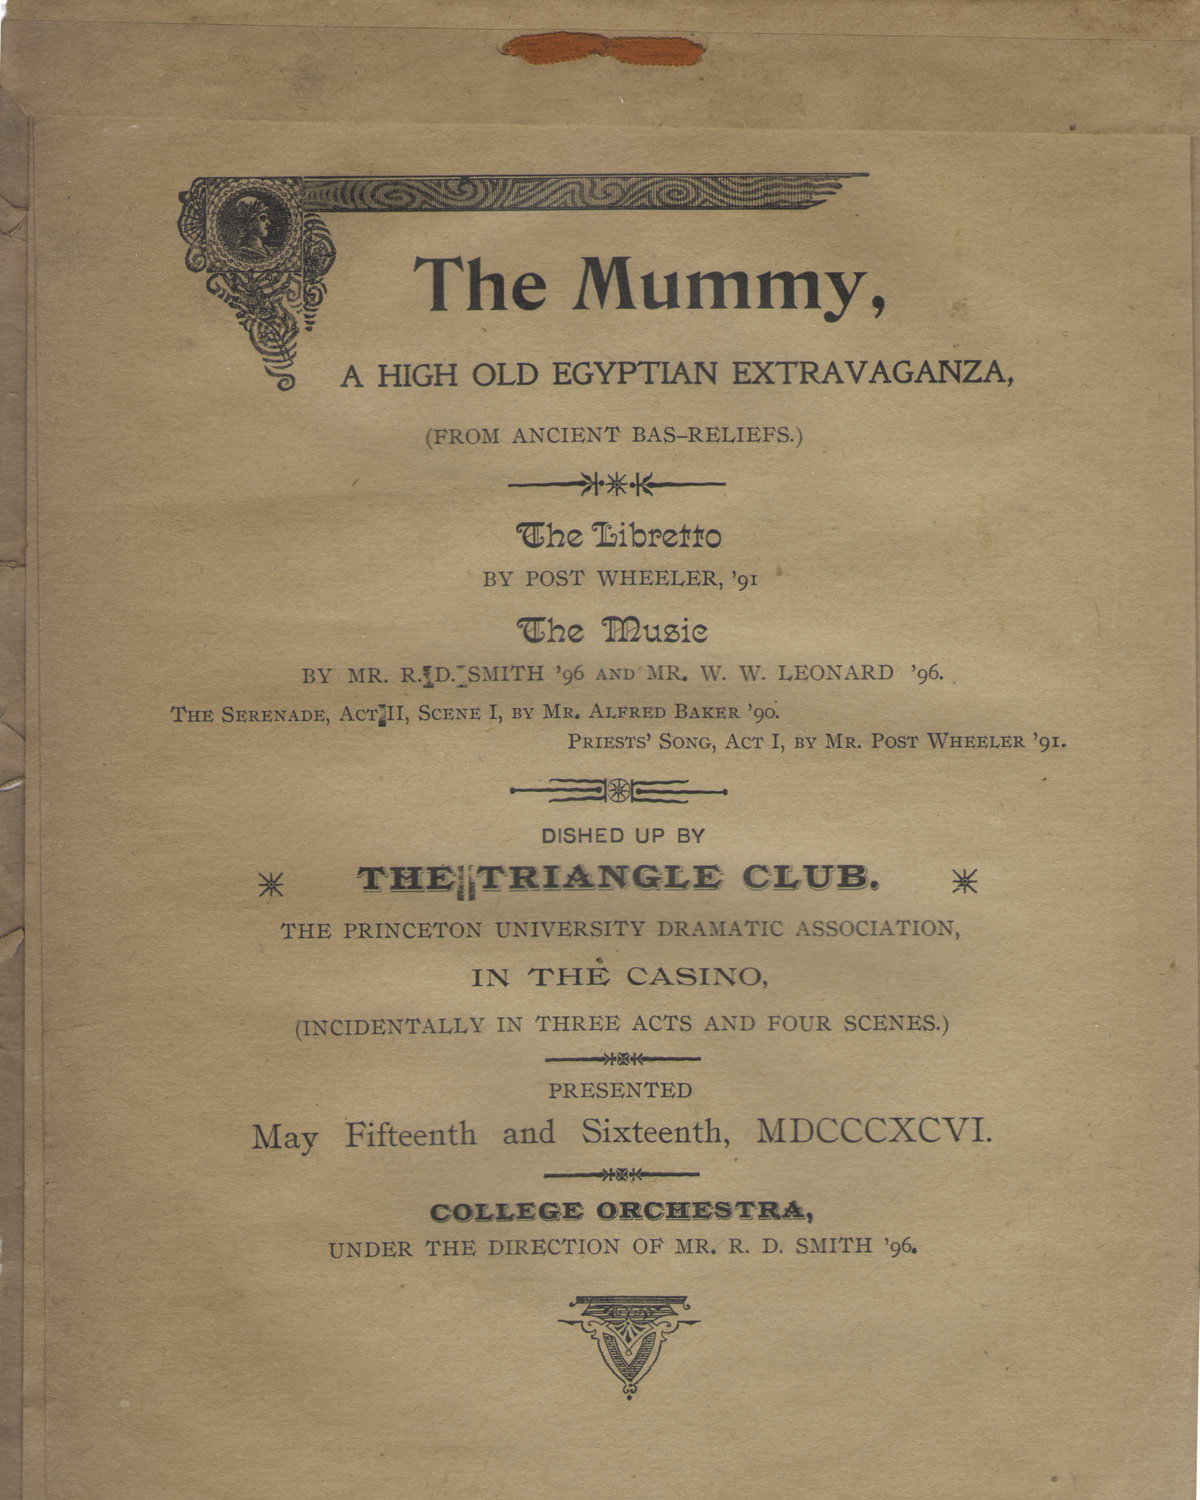 The Mummy,
A HIGH OLD EGYPTIAN EXTRAVAGANZA,
(FROM ANCIENT BAS-RELIEFS.)
The Libretto
BY POST WHEELER, '91
The Music
BY MR. R. D. SMITH '96 AND MR. W. W. LEONARD '96.
THE SERENADE, ACT II, SCENE I, BY MR. ALFRED BAKER '90.
PRIESTS' SONG, ACT I, BY MR. POST WHEELER '91.
DISHED UP BY
THE TRIANGLE CLUB.
THE PRINCETON UNIVERSITY DRAMATIC ASSOCIATION,
IN THE CASINO,
(INCIDENTALLY IN THREE ACTS AND FOUR SCENES.)
PRESENTED
May Fifteenth and Sixteenth, MDCCCXCVI.
COLLEGE ORCHESTRA,
UNDER THE DIRECTION OF MR. R. D. SMITH '96.